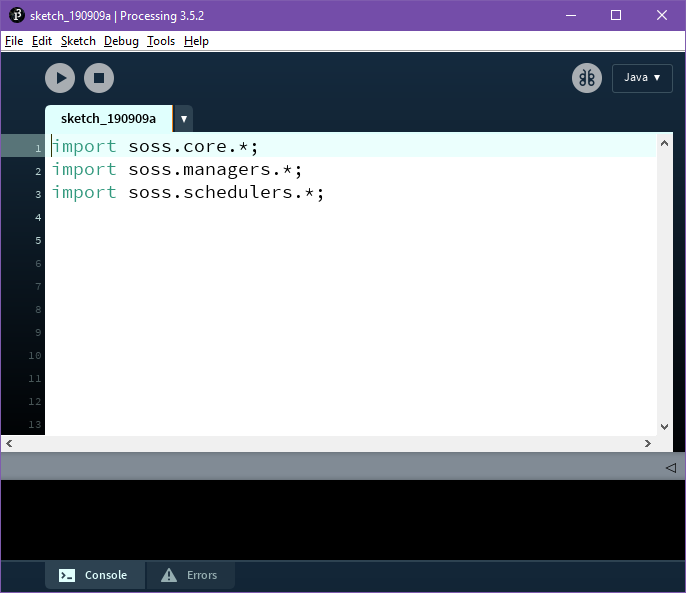 sketch_190909a | Processing 3.5.2
File Edit Sketch Debug Tools Help
Java ▼
sketch_190909a ▼
1 import soss.core.*;
2 import soss.managers.*;
3 import soss.schedulers.*;
4
5
6
7
8
9
10
11
12
13
Console Errors